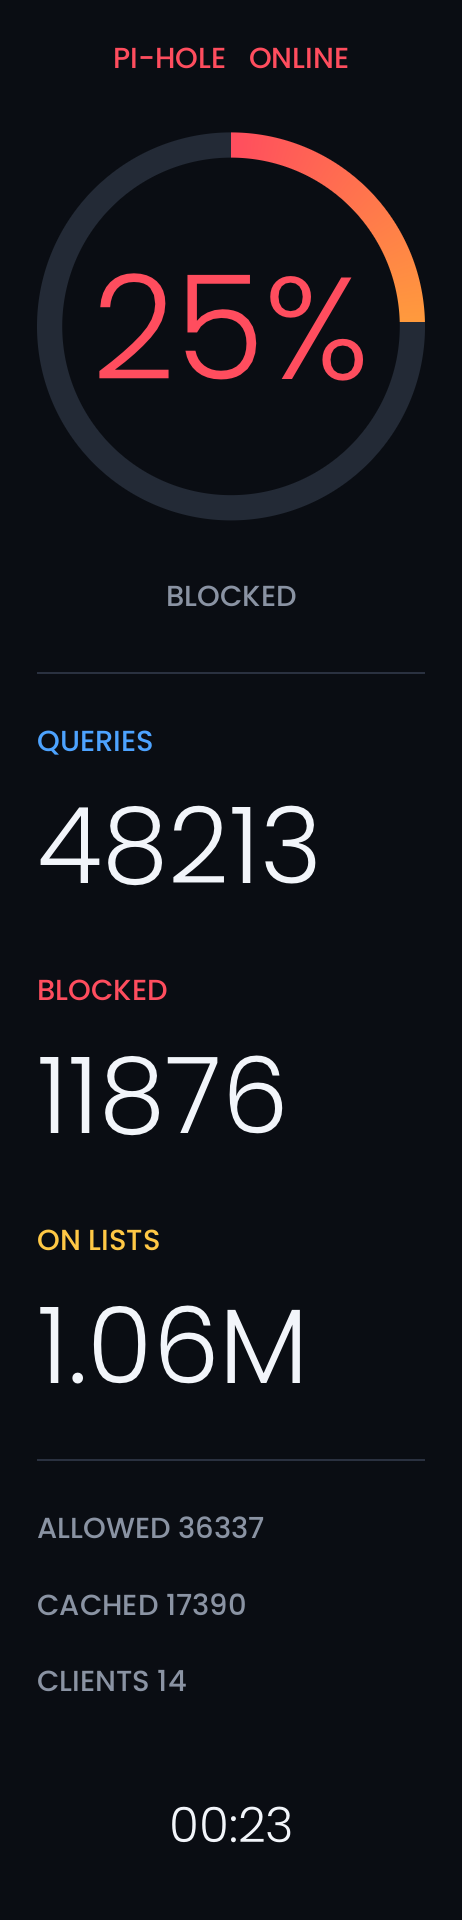 PI-HOLE ONLINE
25%
BLOCKED
QUERIES
48213
BLOCKED
11876
ON LISTS
1.06M
ALLOWED 36337
CACHED 17390
CLIENTS 14
00:23